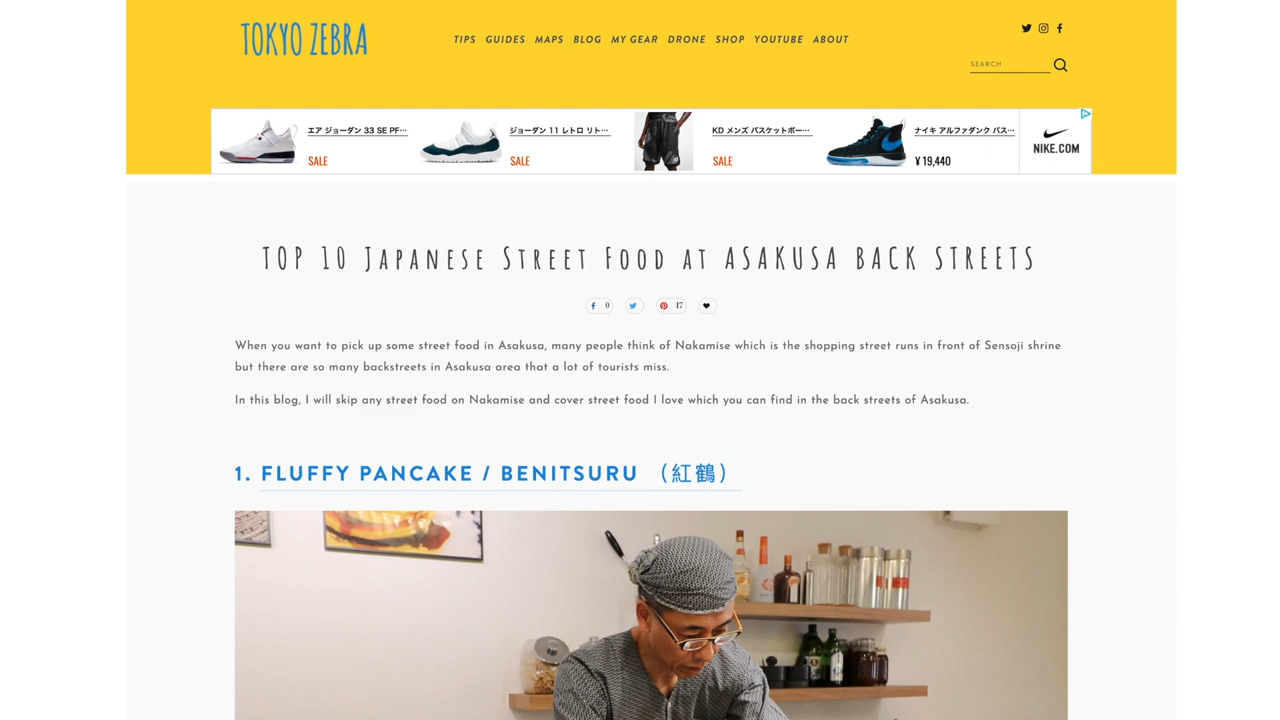 TOKYO ZEBRA
TIPS GUIDES MAPS BLOG MY GEAR DRONE SHOP YOUTUBE ABOUT
SEARCH
エア ジョーダン 33 SE PF…
SALE
ジョーダン 11 レトロ リト…
SALE
KD メンズ バスケットボー…
SALE
ナイキ アルファダンク バス…
¥ 19,440
NIKE.COM
TOP 10 Japanese Street Food at ASAKUSA BACK STREETS
0
17
When you want to pick up some street food in Asakusa, many people think of Nakamise which is the shopping street runs in front of Sensoji shrine
but there are so many backstreets in Asakusa area that a lot of tourists miss.
In this blog, I will skip any street food on Nakamise and cover street food I love which you can find in the back streets of Asakusa.
1. FLUFFY PANCAKE / BENITSURU （紅鶴）